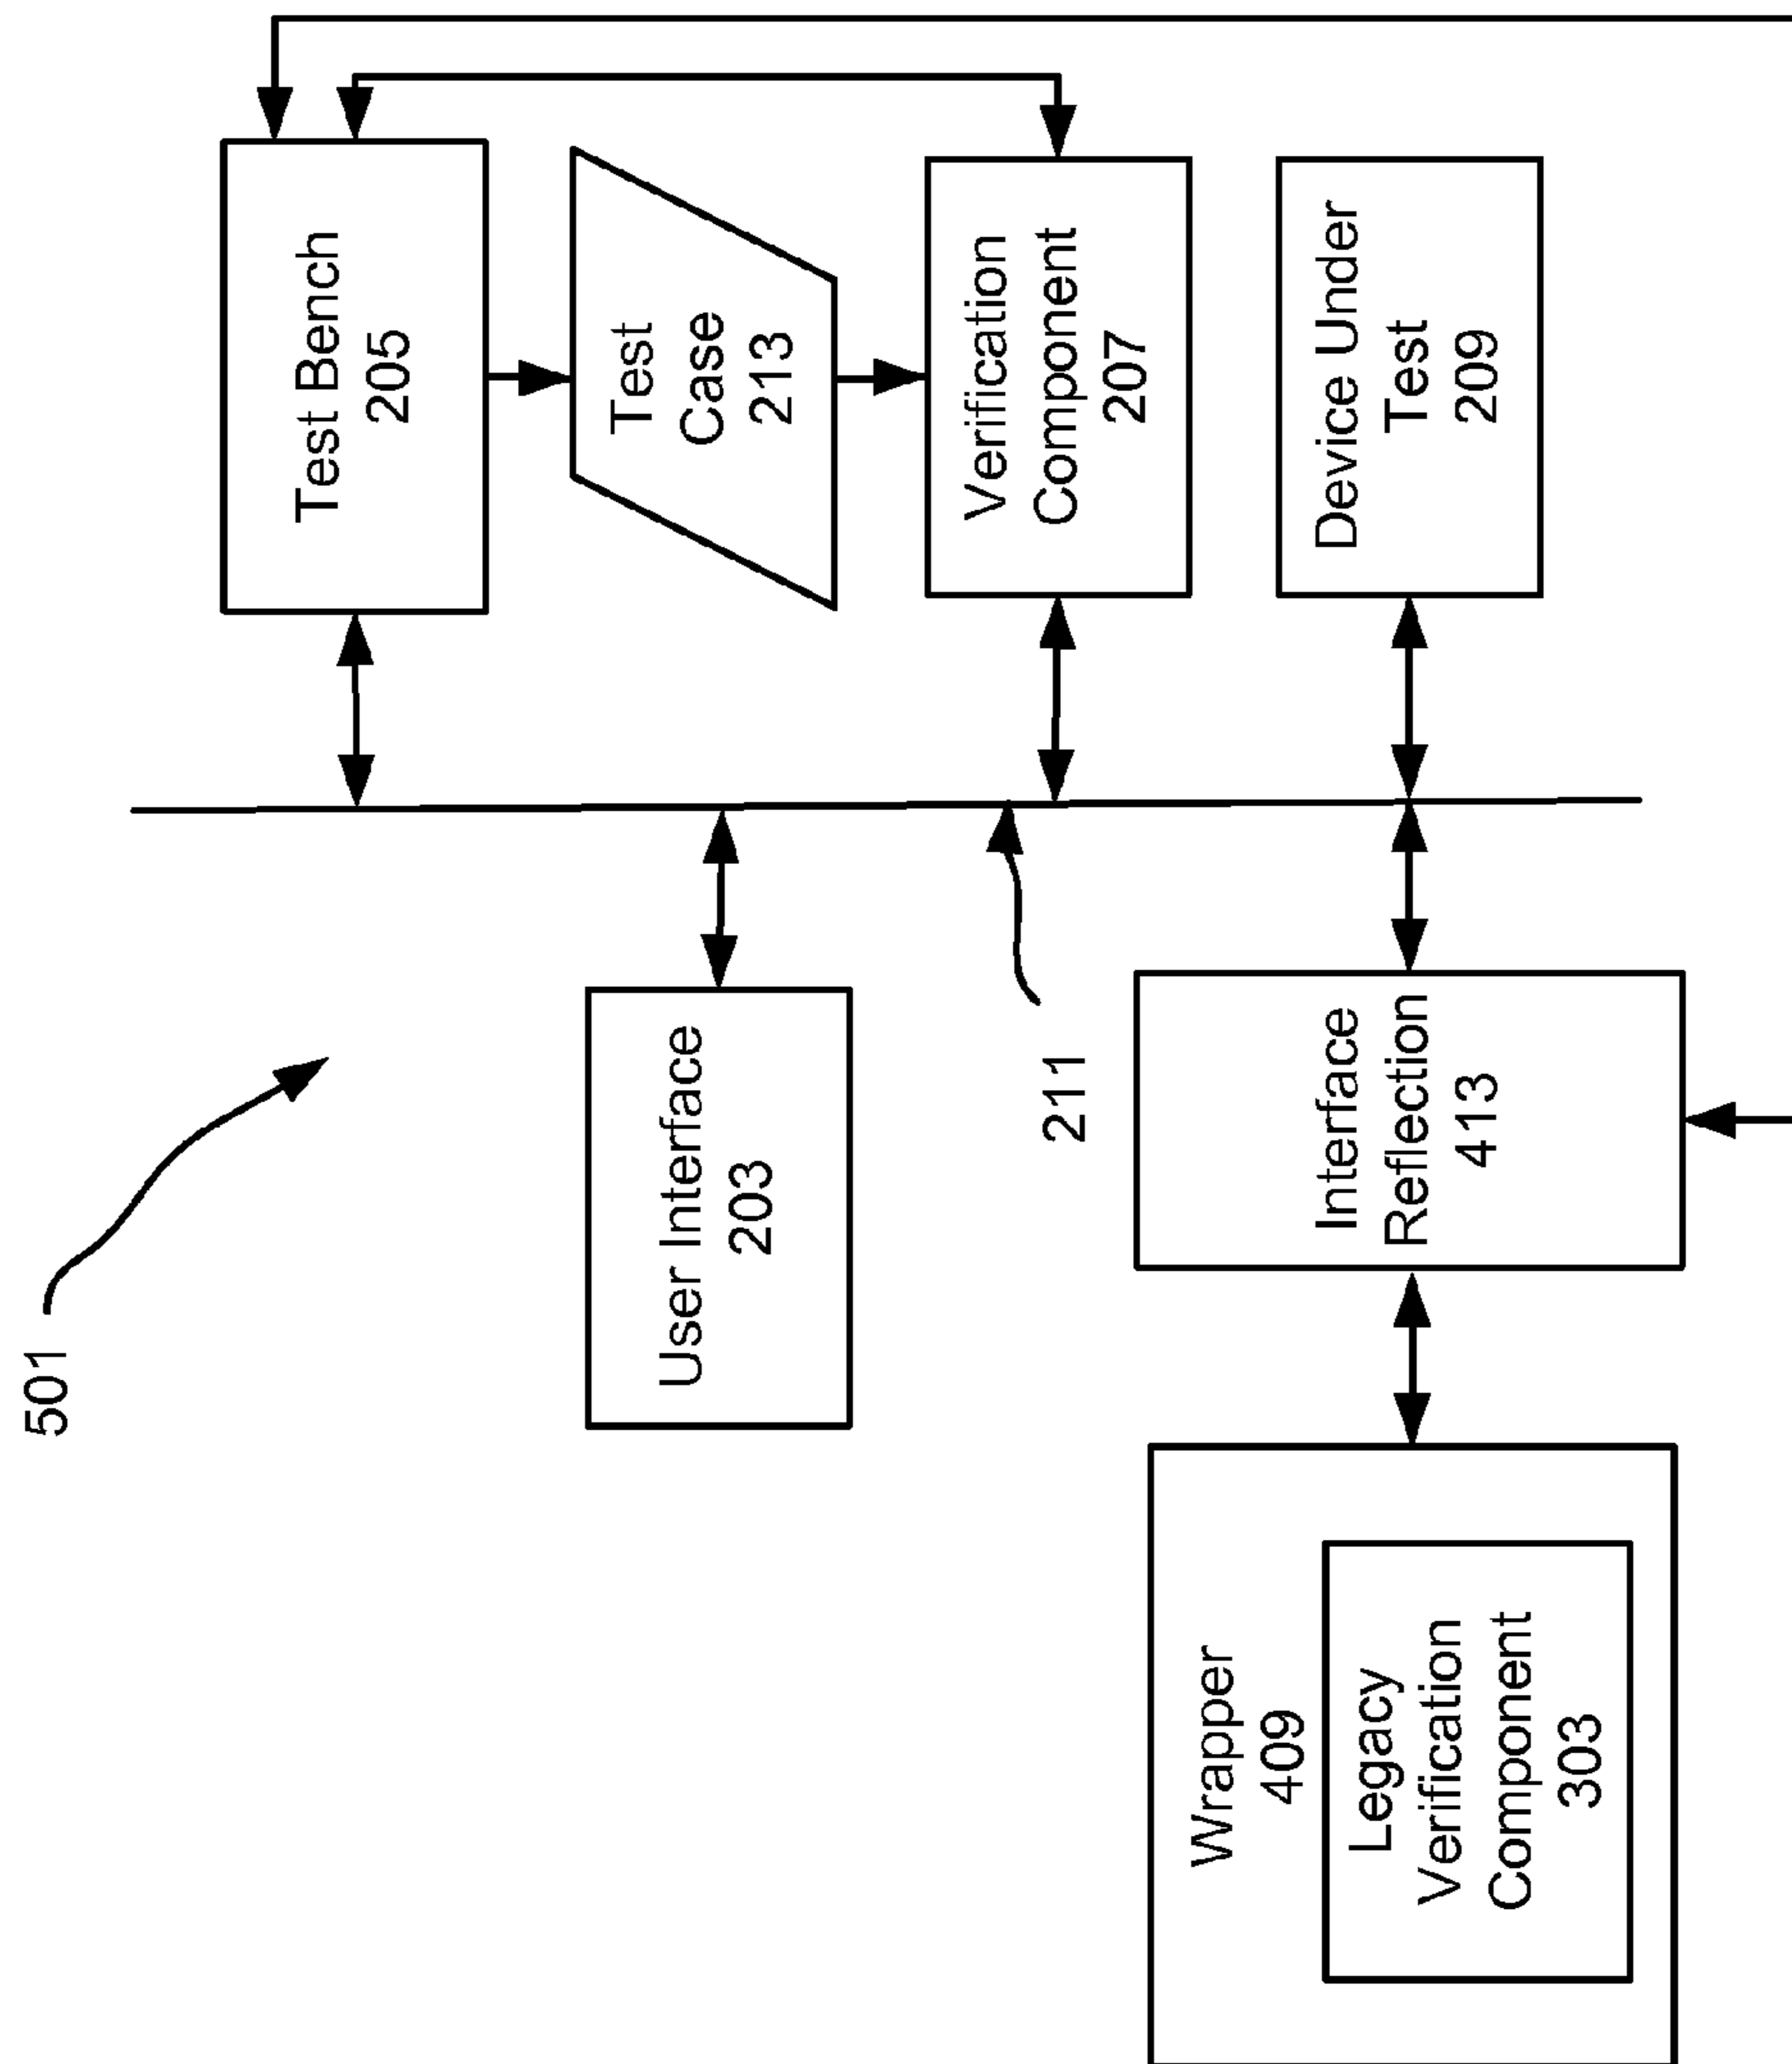 501
Test Bench
205
Test
Case
213
User Interface
203
Verification
Component
207
211
Wrapper
409
Legacy
Verification
Component
303
Interface
Reflection
413
Device Under
Test
209